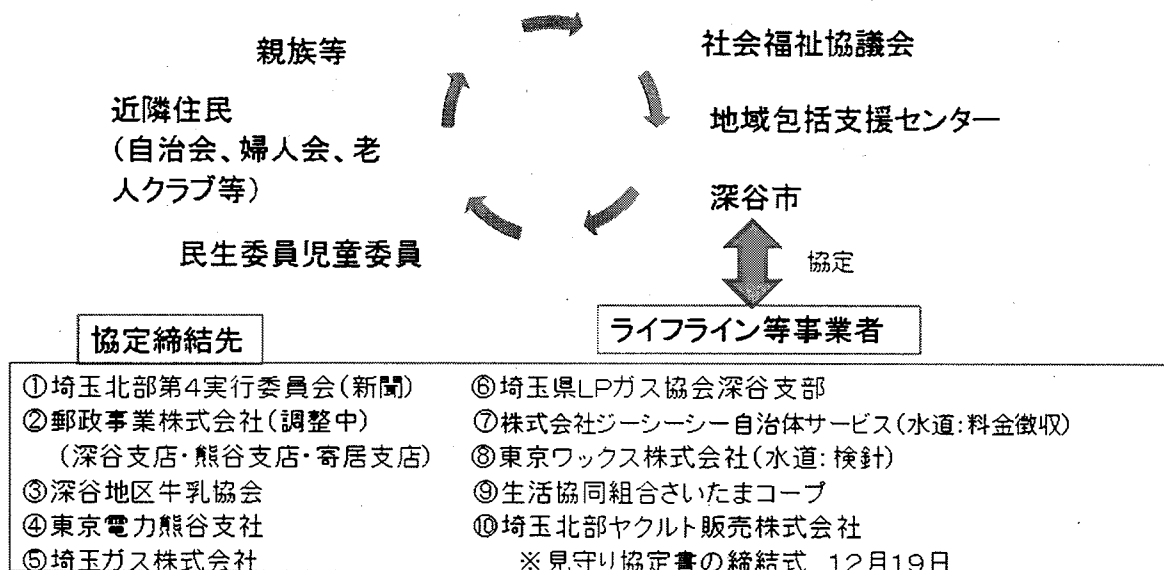 親族等
近隣住民
(自治会、婦人会、老
人クラブ等)
民生委員児童委員
社会福祉協議会
地域包括支援センター
深谷市
協定
ライフライン等事業者
協定締結先
①埼玉北部第4実行委員会(新聞)
②郵政事業株式会社(調整中)
(深谷支店・熊谷支店・寄居支店)
③深谷地区牛乳協会
④東京電力熊谷支社
⑤埼玉ガス株式会社
⑥埼玉県LPガス協会深谷支部
⑦株式会社ジーシーシー自治体サービス(水道:料金徴収)
⑧東京ワックス株式会社(水道:検針)
⑨生活協同組合さいたまコープ
⑩埼玉北部ヤクルト販売株式会社
※見守り協定書の締結式 12月19日